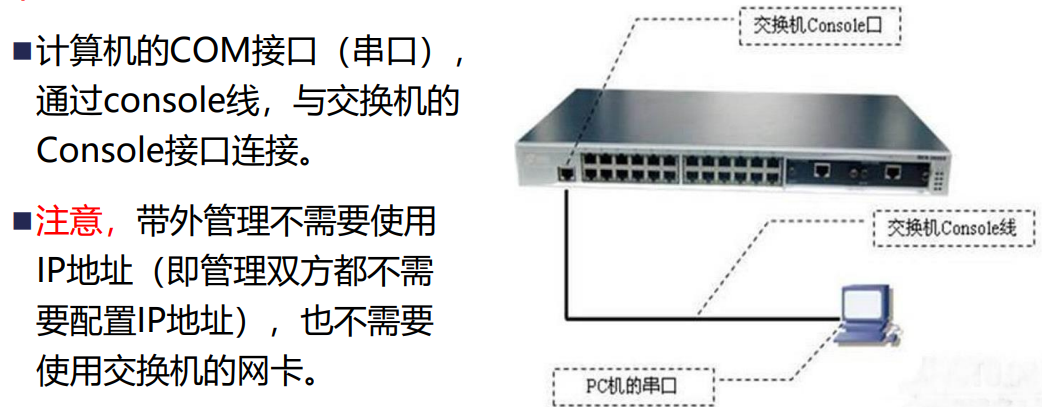 ■计算机的COM接口（串口），
通过console线，与交换机的
Console接口连接。
■注意，带外管理不需要使用
IP地址（即管理双方都不需
要配置IP地址），也不需要
使用交换机的网卡。
交换机Console口
交换机Console线
PC机的串口